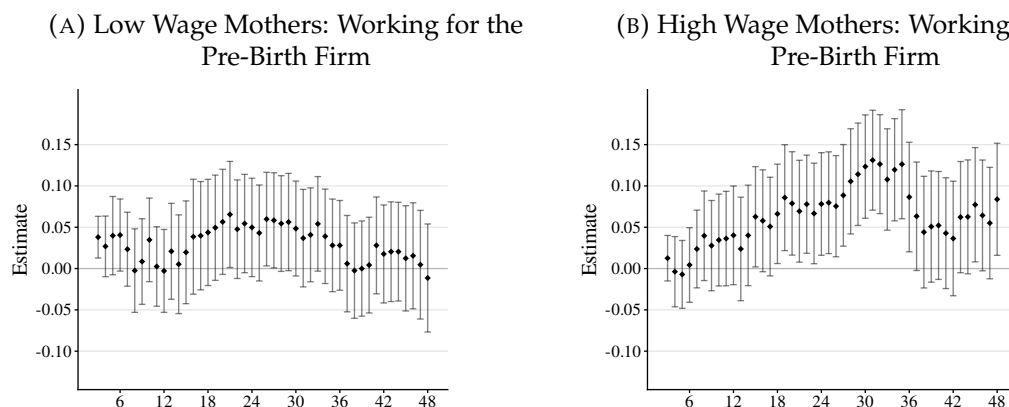 (A) Low Wage Mothers: Working for the
Pre-Birth Firm
Estimate
0.15
0.10
0.05
0.00
-0.05
-0.10
6 12 18 24 30 36 42 48
(B) High Wage Mothers: Working
Pre-Birth Firm
Estimate
0.15
0.10
0.05
0.00
-0.05
-0.10
6 12 18 24 30 36 42 48